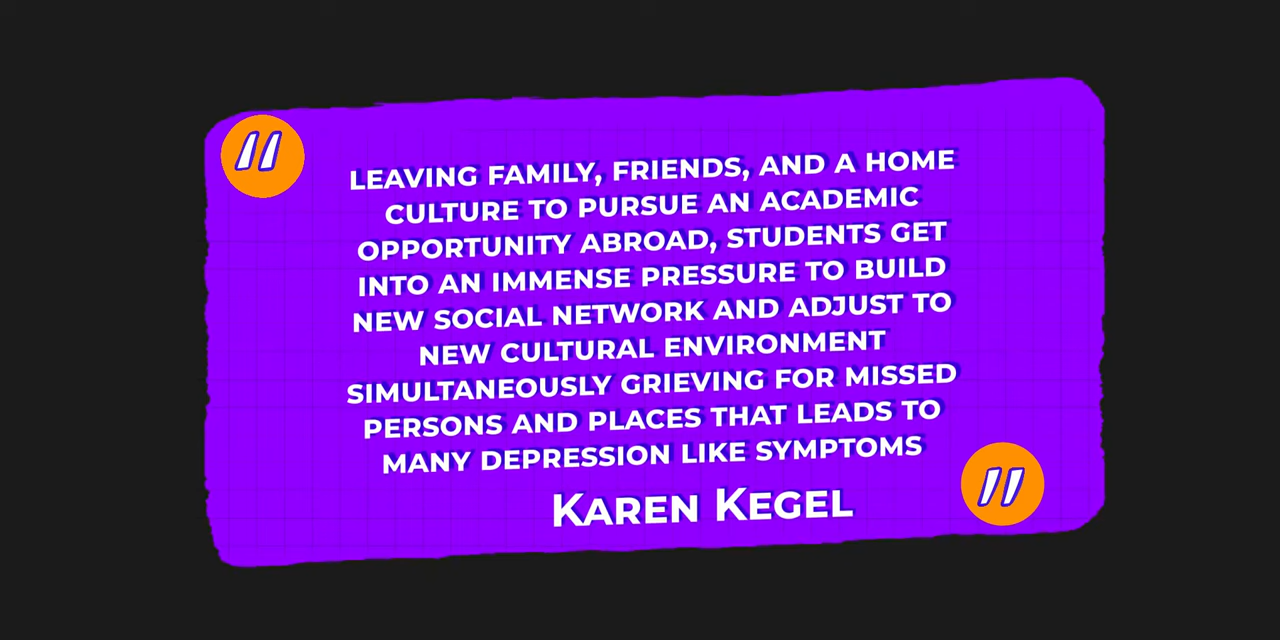 LEAVING FAMILY, FRIENDS, AND A HOME
CULTURE TO PURSUE AN ACADEMIC
OPPORTUNITY ABROAD, STUDENTS GET
INTO AN IMMENSE PRESSURE TO BUILD
NEW SOCIAL NETWORK AND ADJUST TO
NEW CULTURAL ENVIRONMENT
SIMULTANEOUSLY GRIEVING FOR MISSED
PERSONS AND PLACES THAT LEADS TO
MANY DEPRESSION LIKE SYMPTOMS
KAREN KEGEL